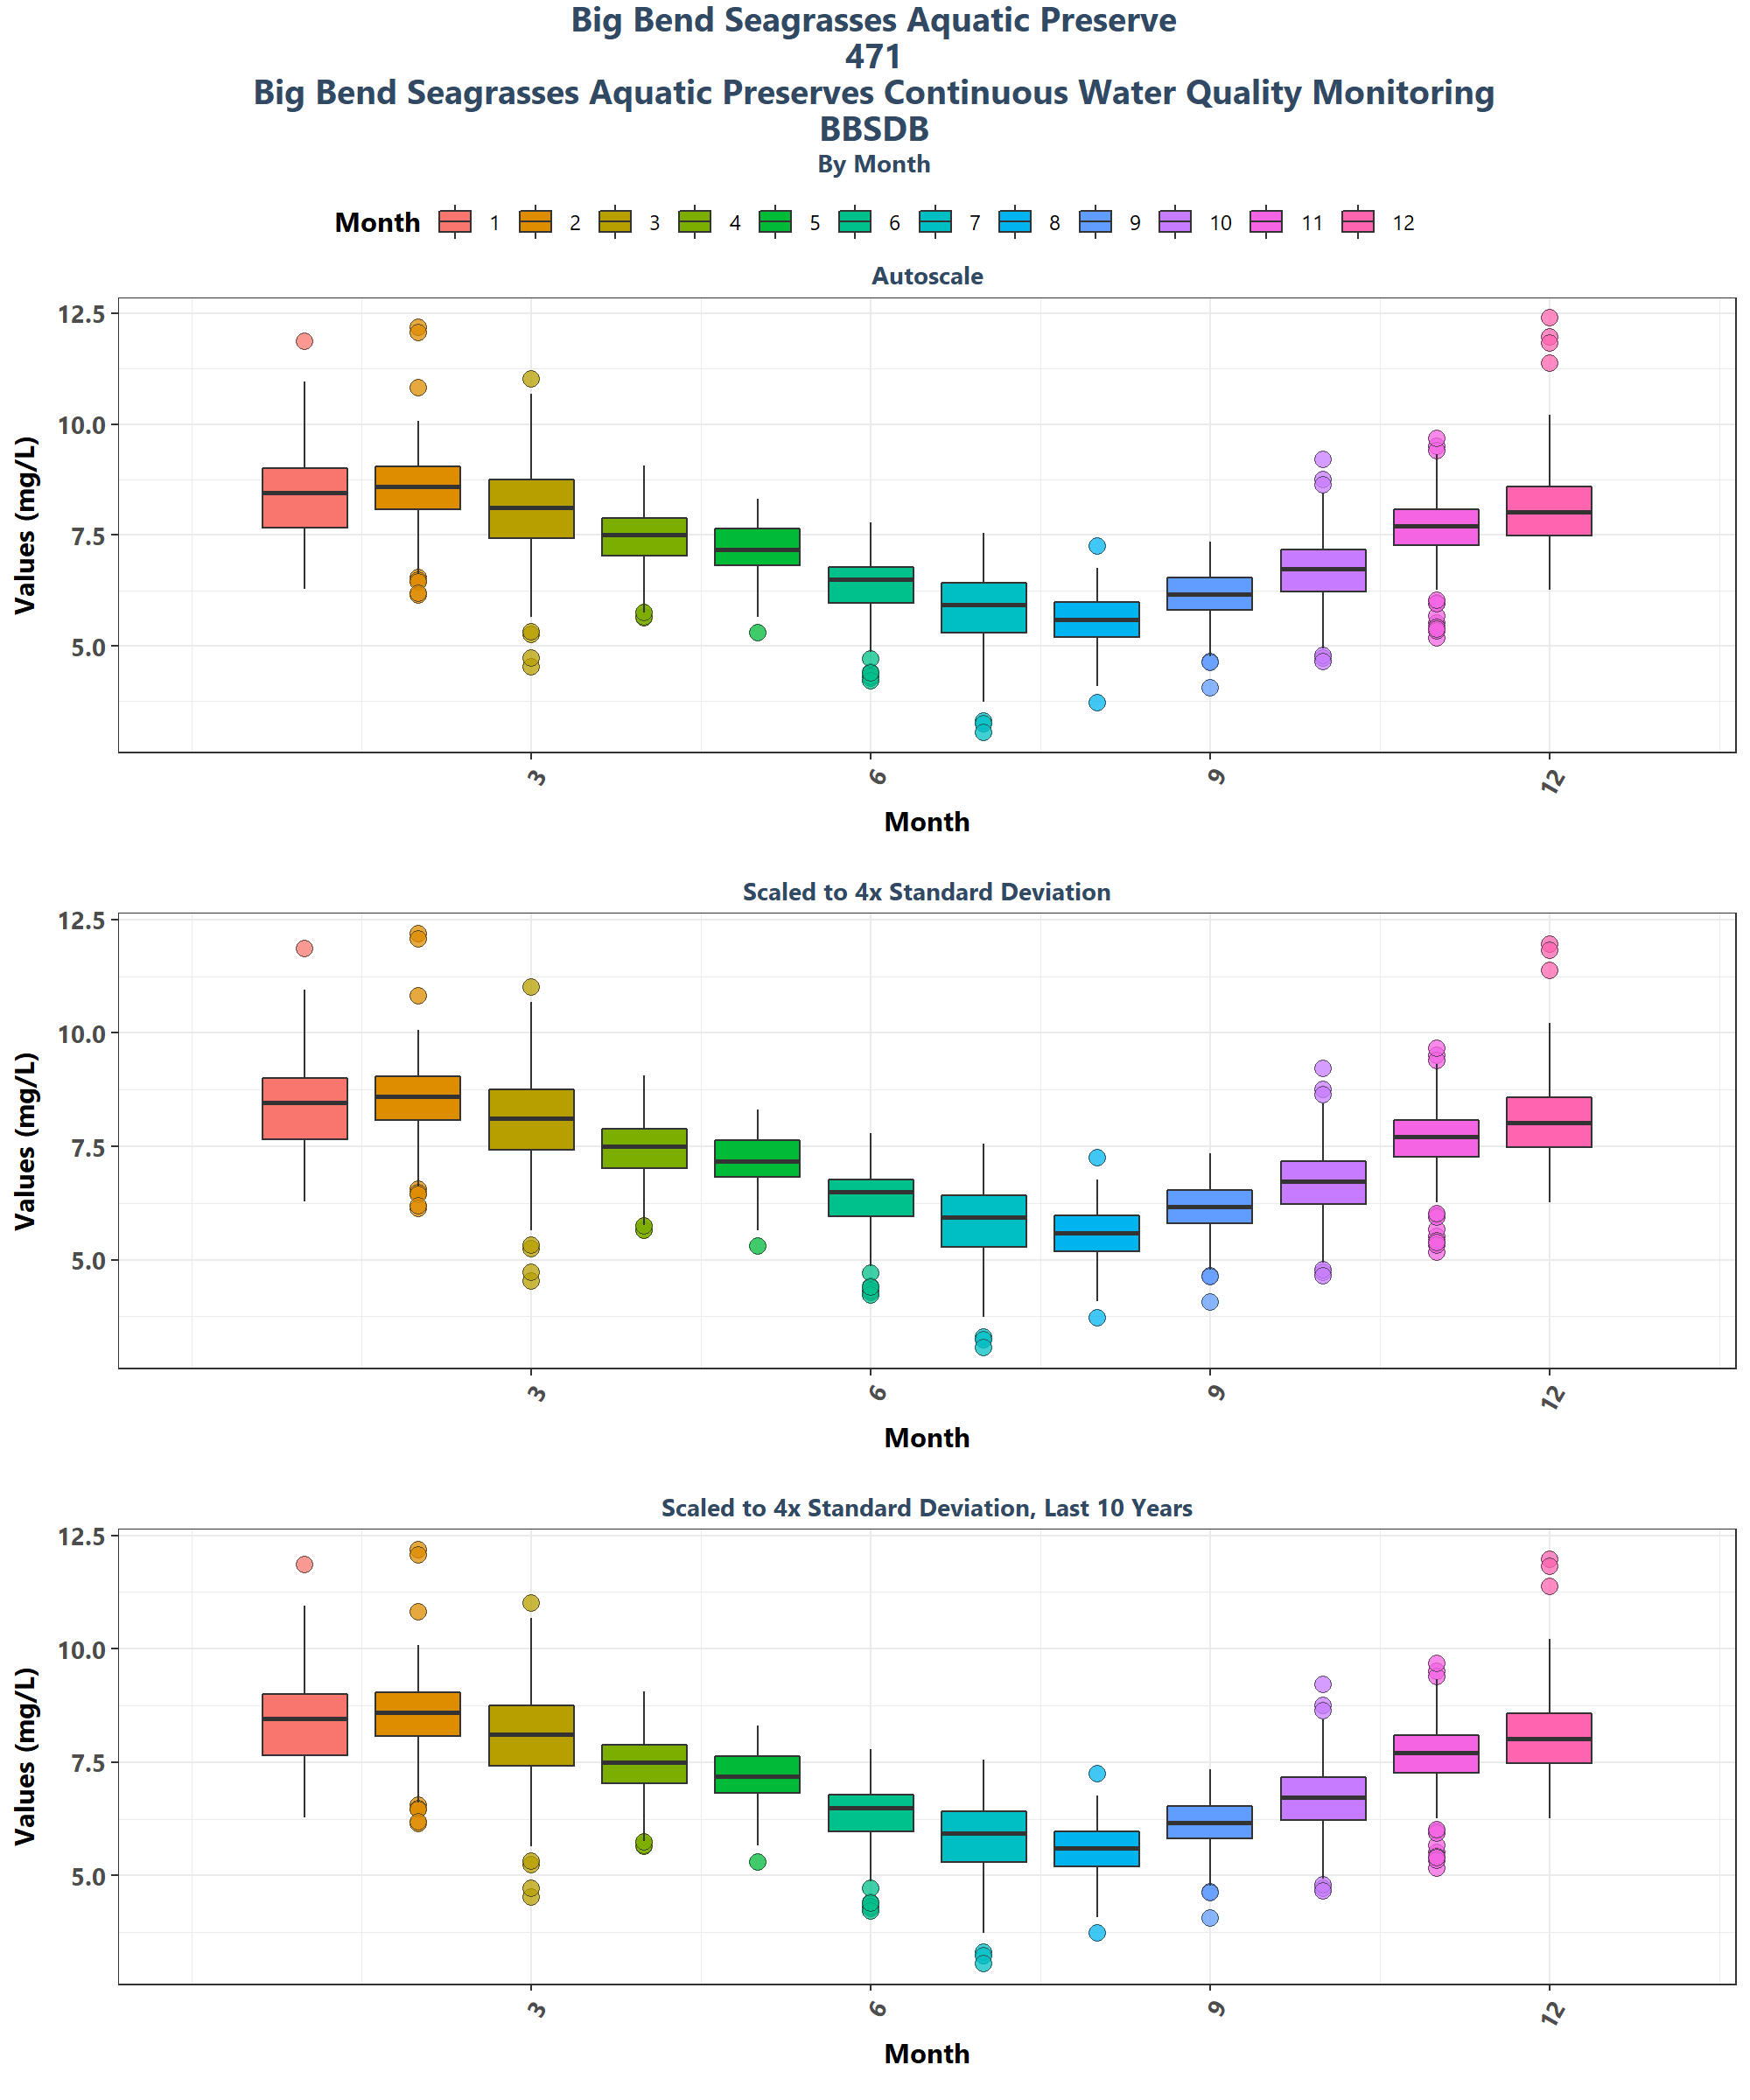 Big Bend Seagrasses Aquatic Preserve
471
Big Bend Seagrasses Aquatic Preserves Continuous Water Quality Monitoring
BBSDB
By Month
Month 1 2 3 4 5 6 7 8 9 10 11 12
Autoscale
12.5
10.0
7.5
5.0
Values (mg/L)
3 6 9 12
Month
Scaled to 4x Standard Deviation
12.5
10.0
7.5
5.0
Values (mg/L)
3 6 9 12
Month
Scaled to 4x Standard Deviation, Last 10 Years
12.5
10.0
7.5
5.0
Values (mg/L)
3 6 9 12
Month